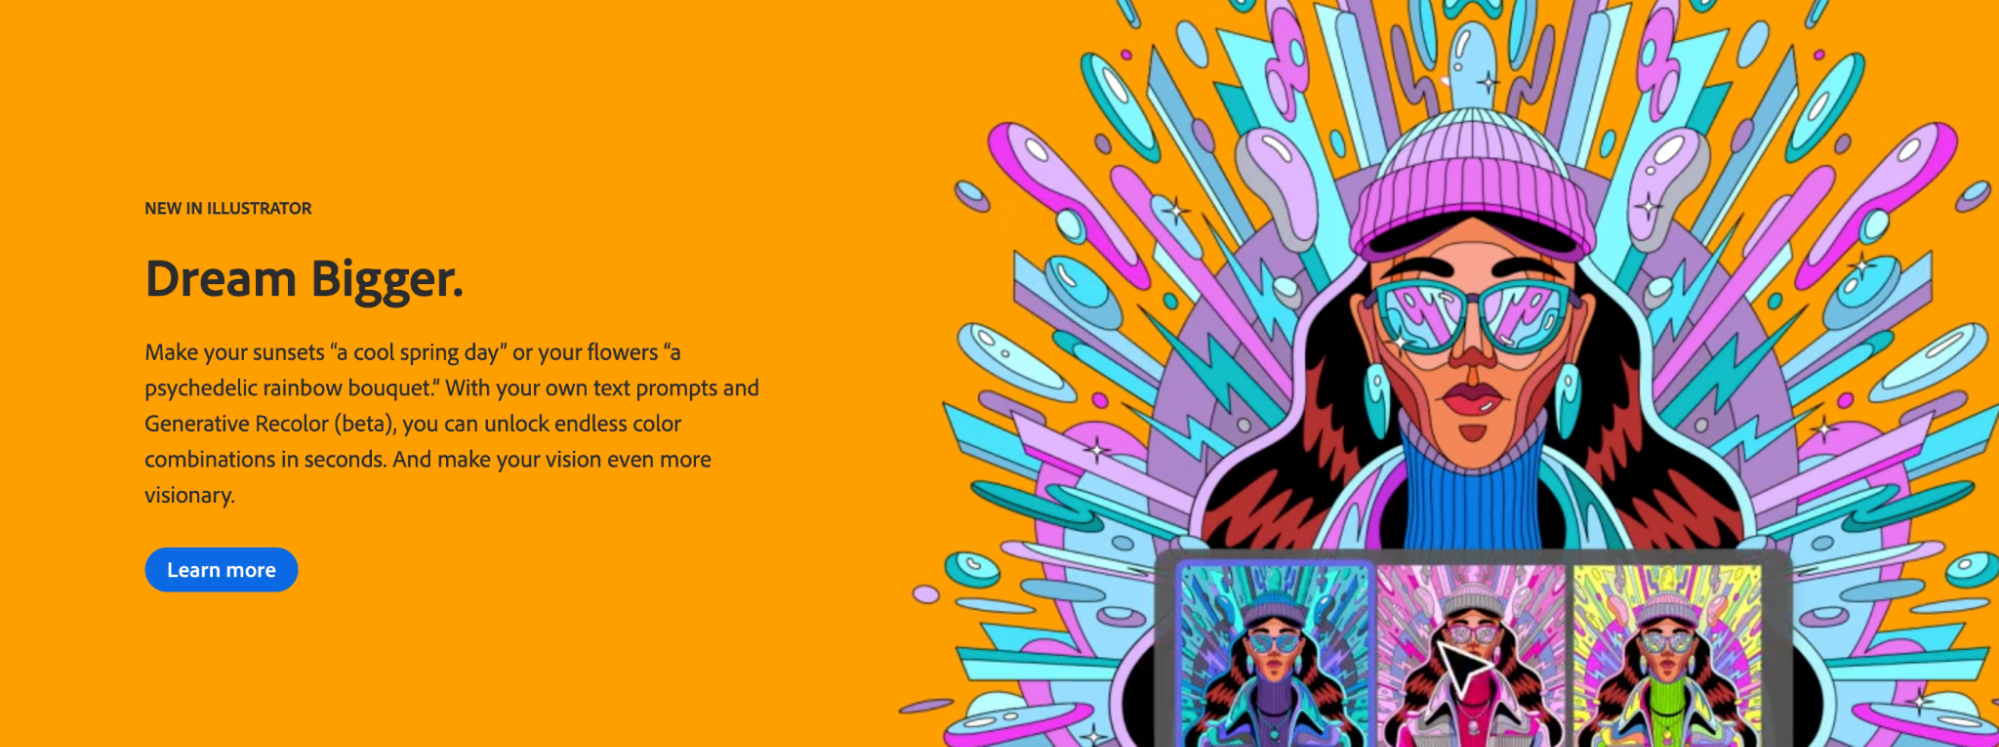 NEW IN ILLUSTRATOR
Dream Bigger.
Make your sunsets “a cool spring day” or your flowers “a
psychedelic rainbow bouquet.” With your own text prompts and
Generative Recolor (beta), you can unlock endless color
combinations in seconds. And make your vision even more
visionary.
Learn more